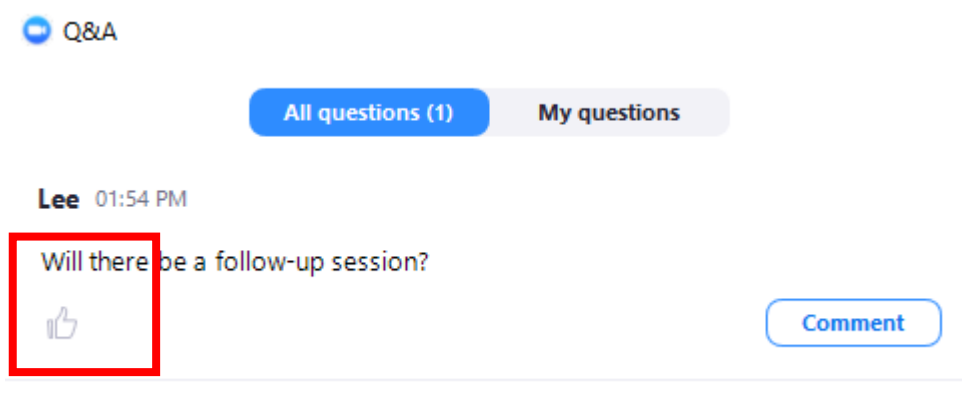 Q&A
All questions (1) My questions
Lee 01:54 PM
Will there be a follow-up session?
Comment